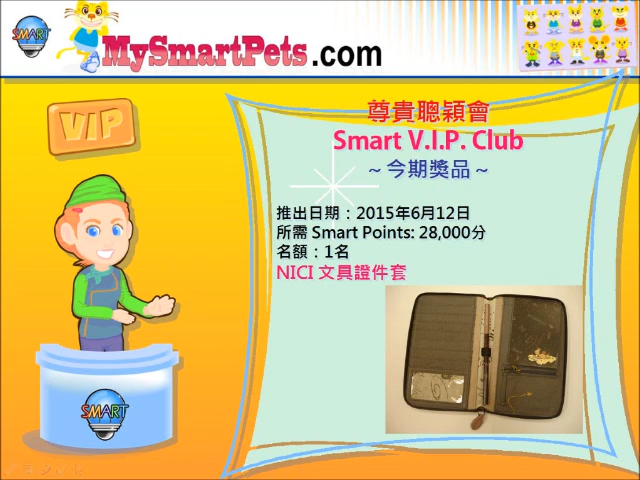 SMART
MySmartPets.com
VIP
尊貴聰穎會
Smart V.I.P. Club
~ 今期獎品 ~
推出日期：2015年6月12日
所需 Smart Points: 28,000分
名額：1名
NICI 文具證件套
SMART